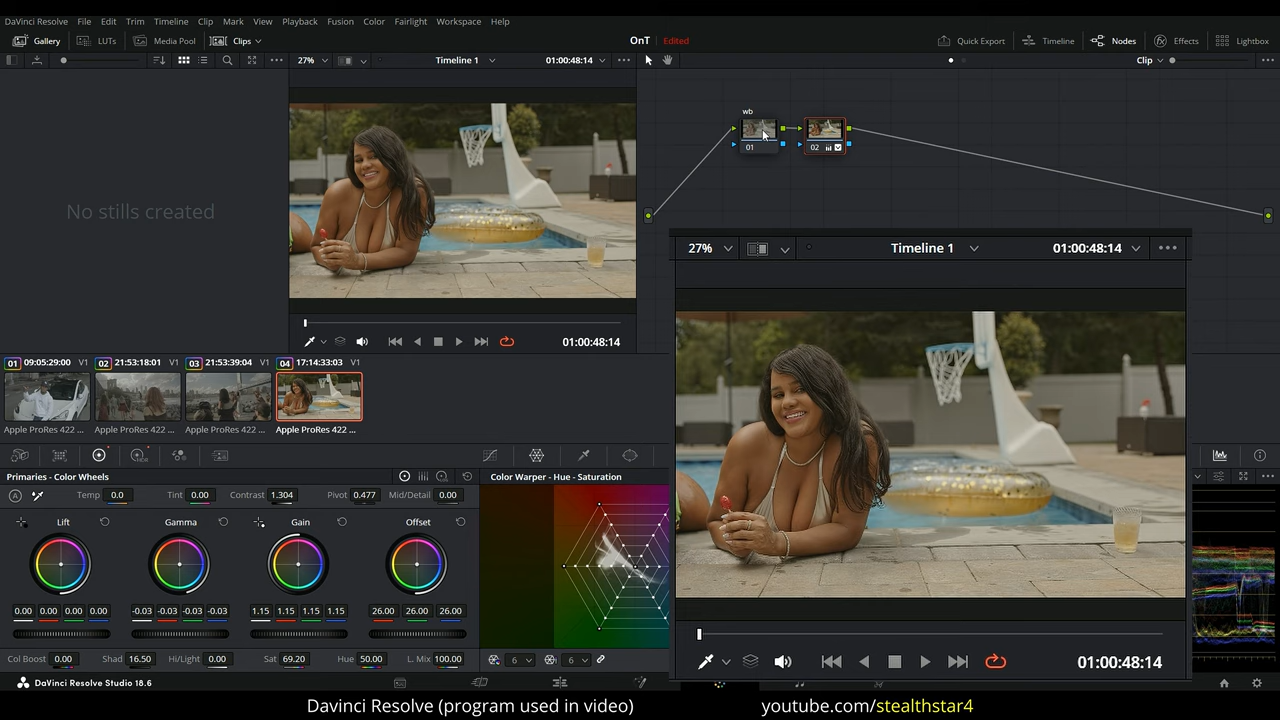 DaVinci Resolve File Edit Trim Timeline Clip Mark View Playback Fusion Color Fairlight Workspace Help
Gallery LUTs Media Pool Clips OnT Edited Quick Export Timeline Nodes Effects Lightbox
27% Timeline 1 01:00:48:14 Clip
wb
01 02
No stills created
27% Timeline 1 01:00:48:14
01:00:48:14
01 09:05:29:00 V1 02 21:53:18:01 V1 03 21:53:39:04 V1 04 17:14:33:03 V1
Apple ProRes 422 ... Apple ProRes 422 ... Apple ProRes 422 ... Apple ProRes 422 ...
Primaries - Color Wheels Color Warper - Hue - Saturation
Temp 0.0 Tint 0.00 Contrast 1.304 Pivot 0.477 Mid/Detail 0.00
Lift Gamma Gain Offset
0.00 0.00 0.00 0.00 -0.03 -0.03 -0.03 -0.03 1.15 1.15 1.15 1.15 26.00 26.00 26.00
Col Boost 0.00 Shad 16.50 Hi/Light 0.00 Sat 69.20 Hue 50.00 L. Mix 100.00 6 6
01:00:48:14
DaVinci Resolve Studio 18.6
Davinci Resolve (program used in video) youtube.com/stealthstar4